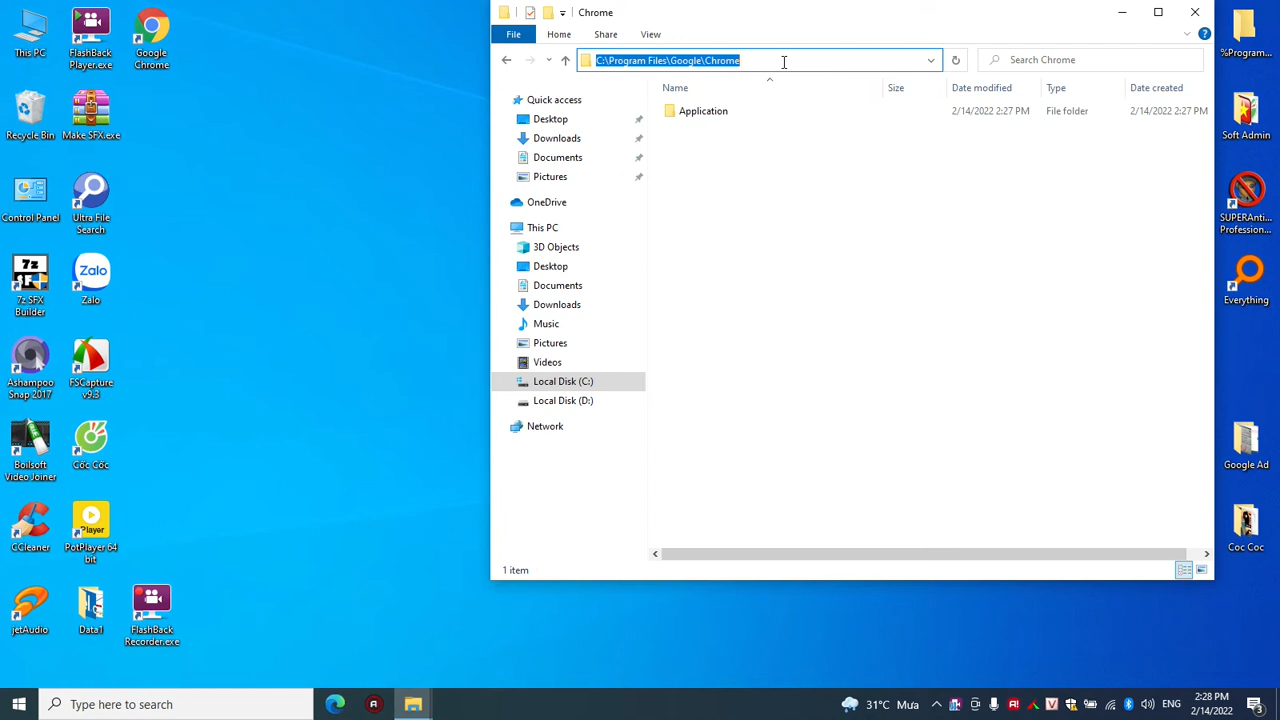 This PC
FlashBack
Player.exe
Google
Chrome
Recycle Bin
Make SFX.exe
Control Panel
Ultra File
Search
7z SFX
Builder
Zalo
Ashampoo
Snap 2017
FSCapture
v9.3
Boilsoft
Video Joiner
Cốc Cốc
CCleaner
Player
PotPlayer 64
bit
jetAudio
Data1
FlashBack
Recorder.exe
Chrome
File
Home
Share
View
C:\Program Files\Google\Chrome
Search Chrome
Name
Size
Date modified
Type
Date created
Application
2/14/2022 2:27 PM
File folder
2/14/2022 2:27 PM
Quick access
Desktop
Downloads
Documents
Pictures
OneDrive
This PC
3D Objects
Desktop
Documents
Downloads
Music
Pictures
Videos
Local Disk (C:)
Local Disk (D:)
Network
1 item
%Program...
Soft Admin
SUPERAnti...
Profession...
Everything
Google Ad
Coc Coc
Type here to search
31°C Mưa
ENG
2:28 PM
2/14/2022